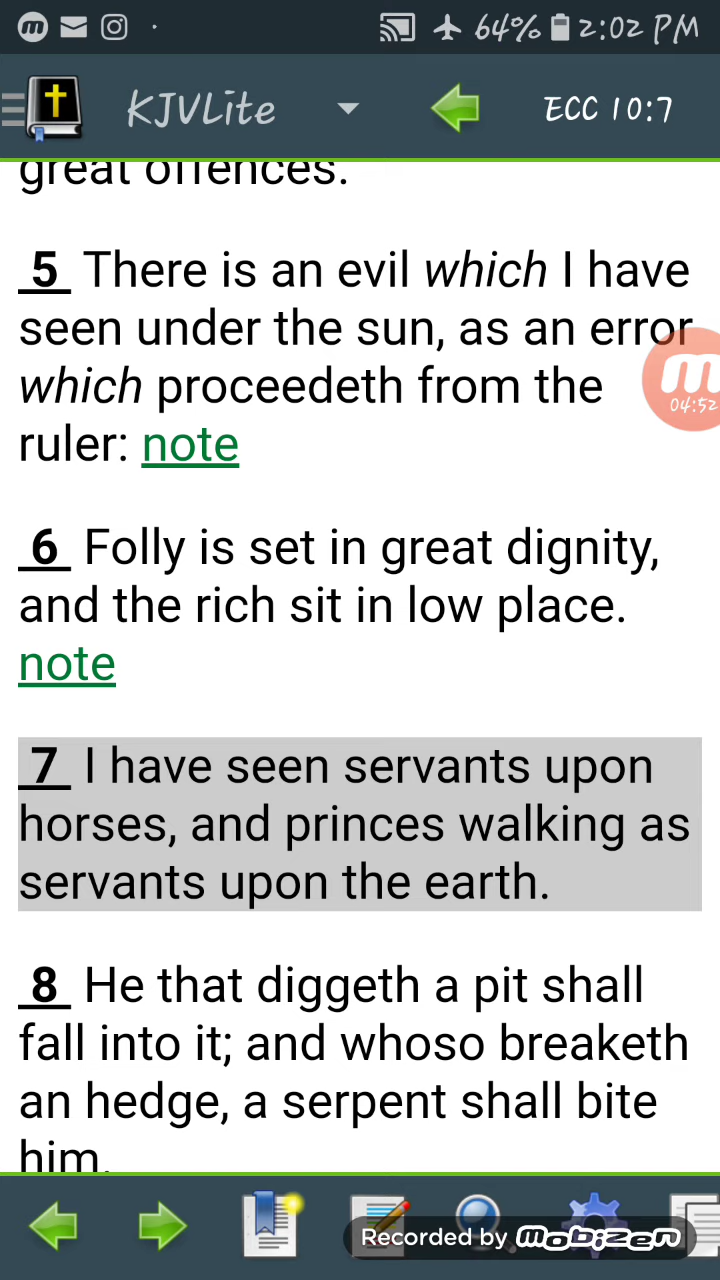 64% 2:02 PM
KJVLite ECC 10:7
great offences.
5 There is an evil which I have
seen under the sun, as an error
which proceedeth from the
ruler: note
m
04:52
6 Folly is set in great dignity,
and the rich sit in low place.
note
7 I have seen servants upon
horses, and princes walking as
servants upon the earth.
8 He that diggeth a pit shall
fall into it; and whoso breaketh
an hedge, a serpent shall bite
him.
Recorded by mobizen